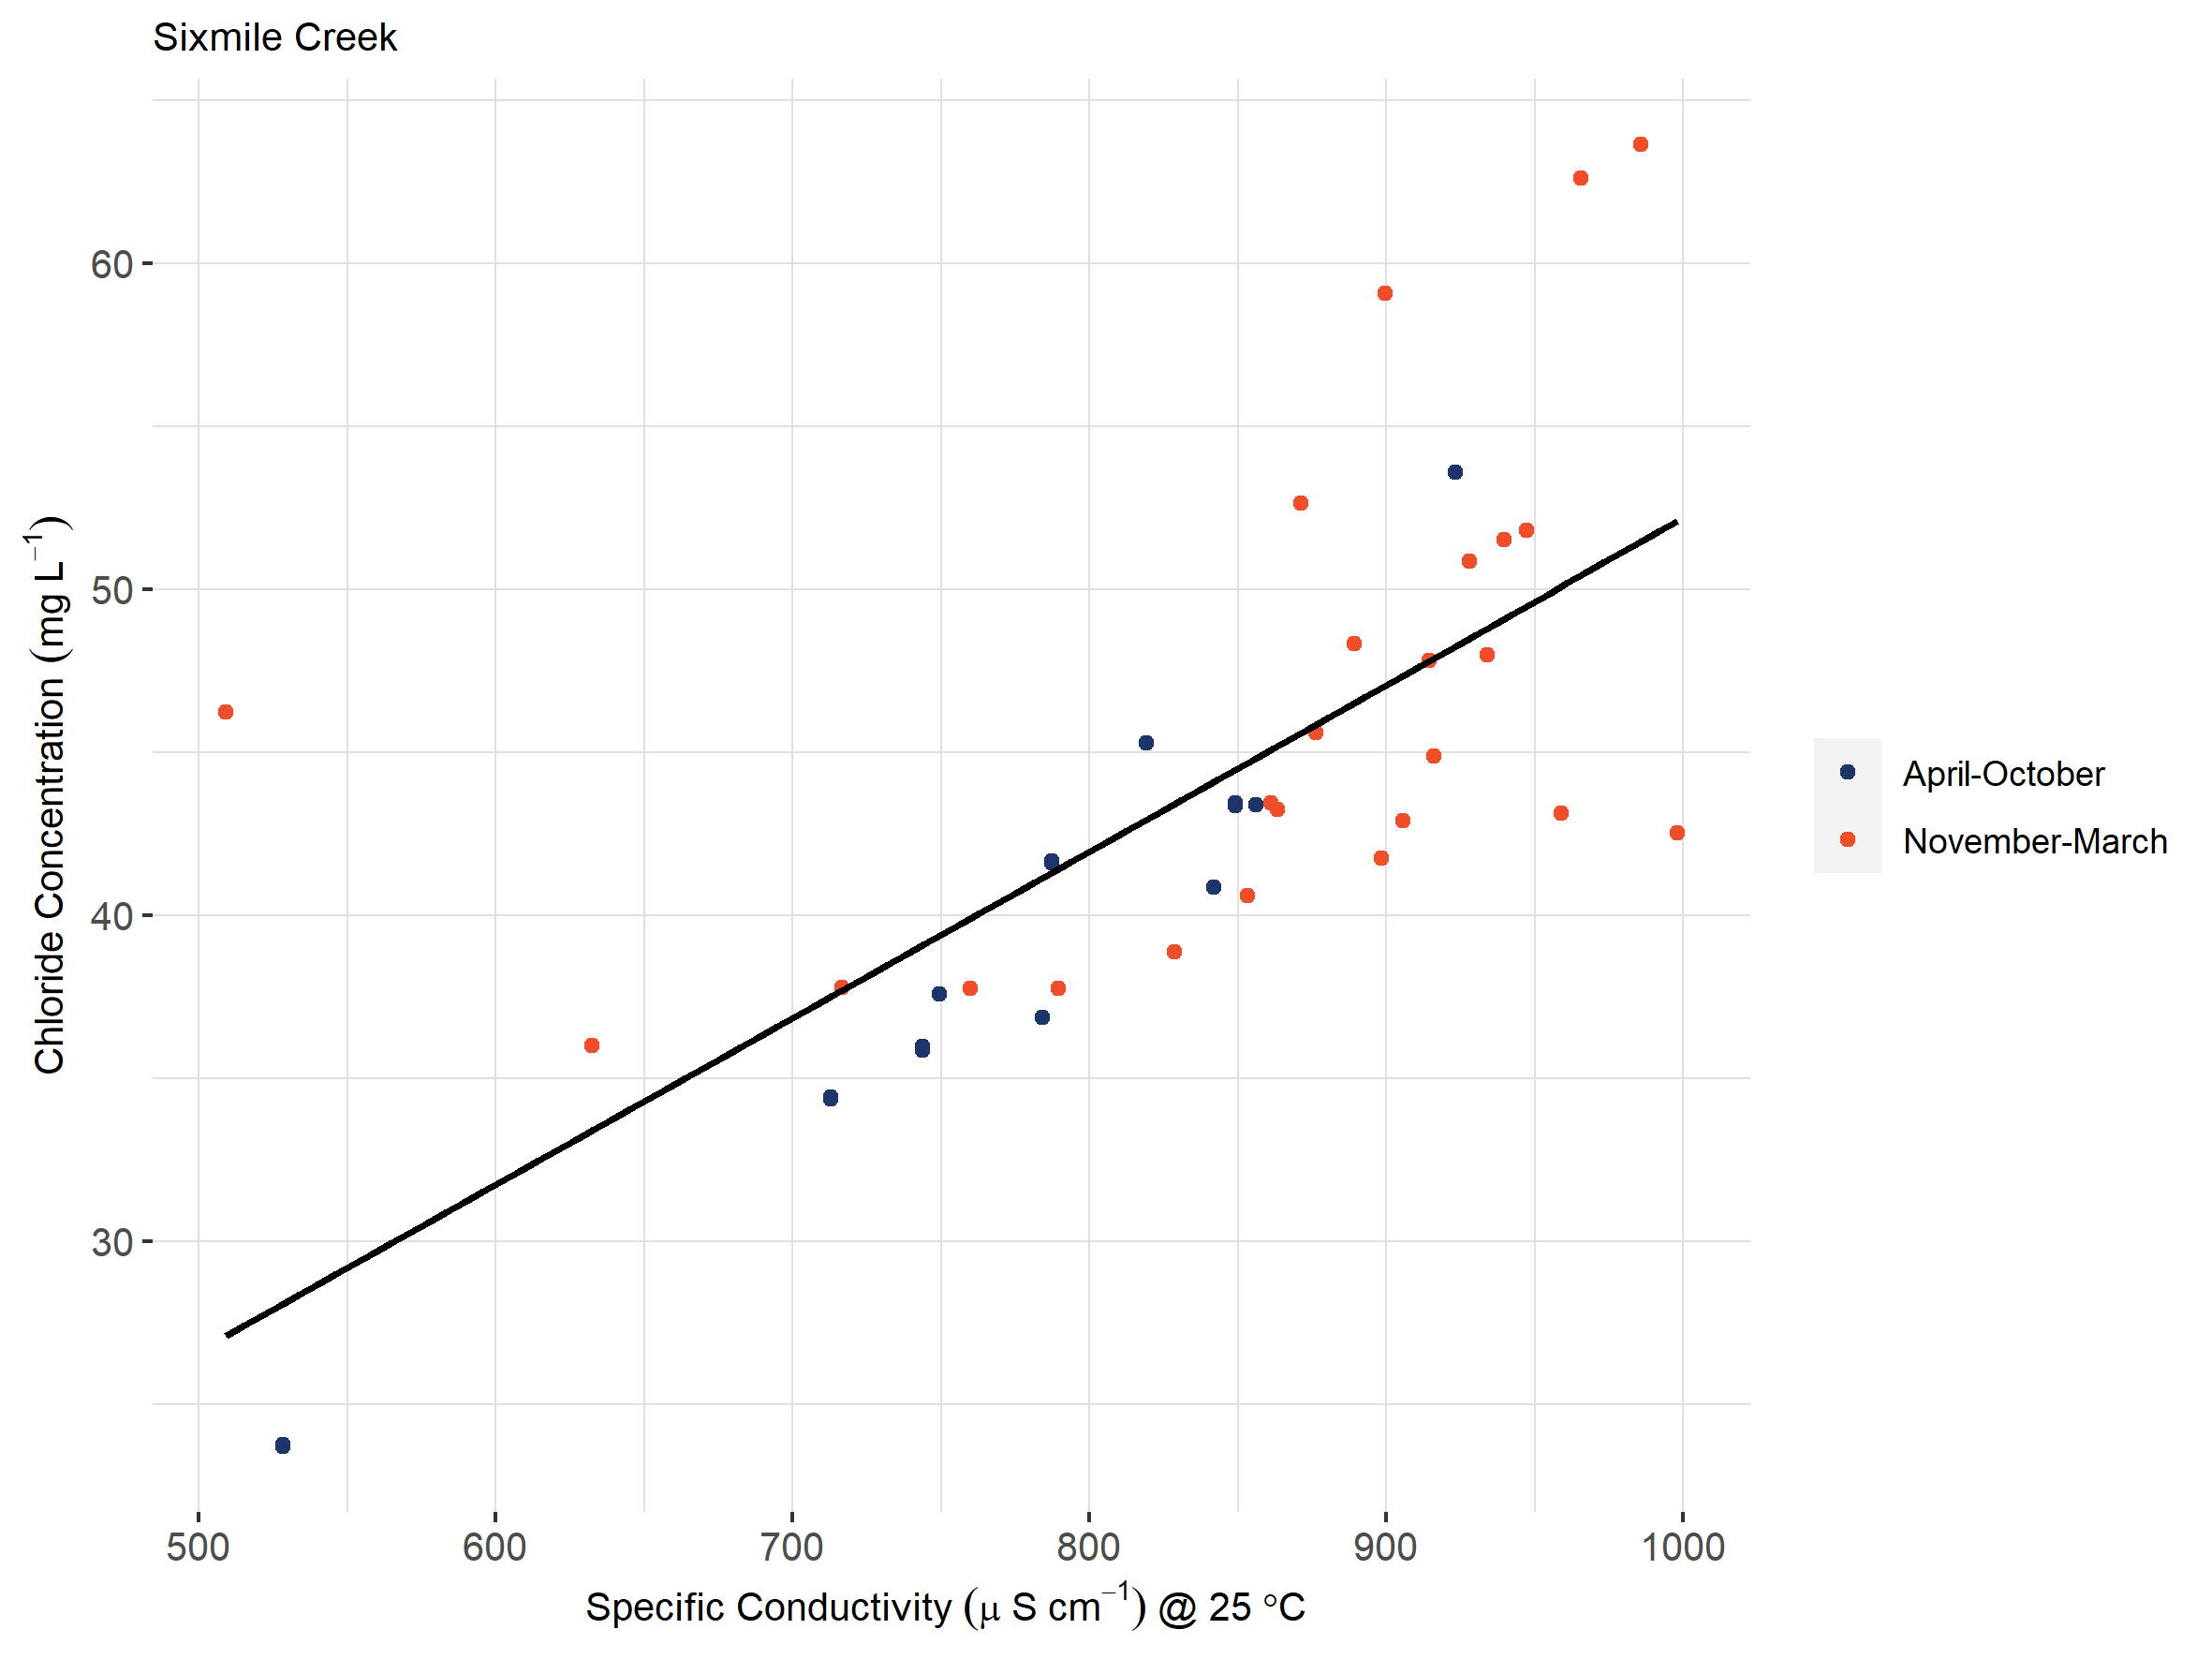 Sixmile Creek
60
50
40
30
Chloride Concentration (mg L⁻¹)
500 600 700 800 900 1000
Specific Conductivity (μ S cm⁻¹) @ 25 °C
April-October
November-March